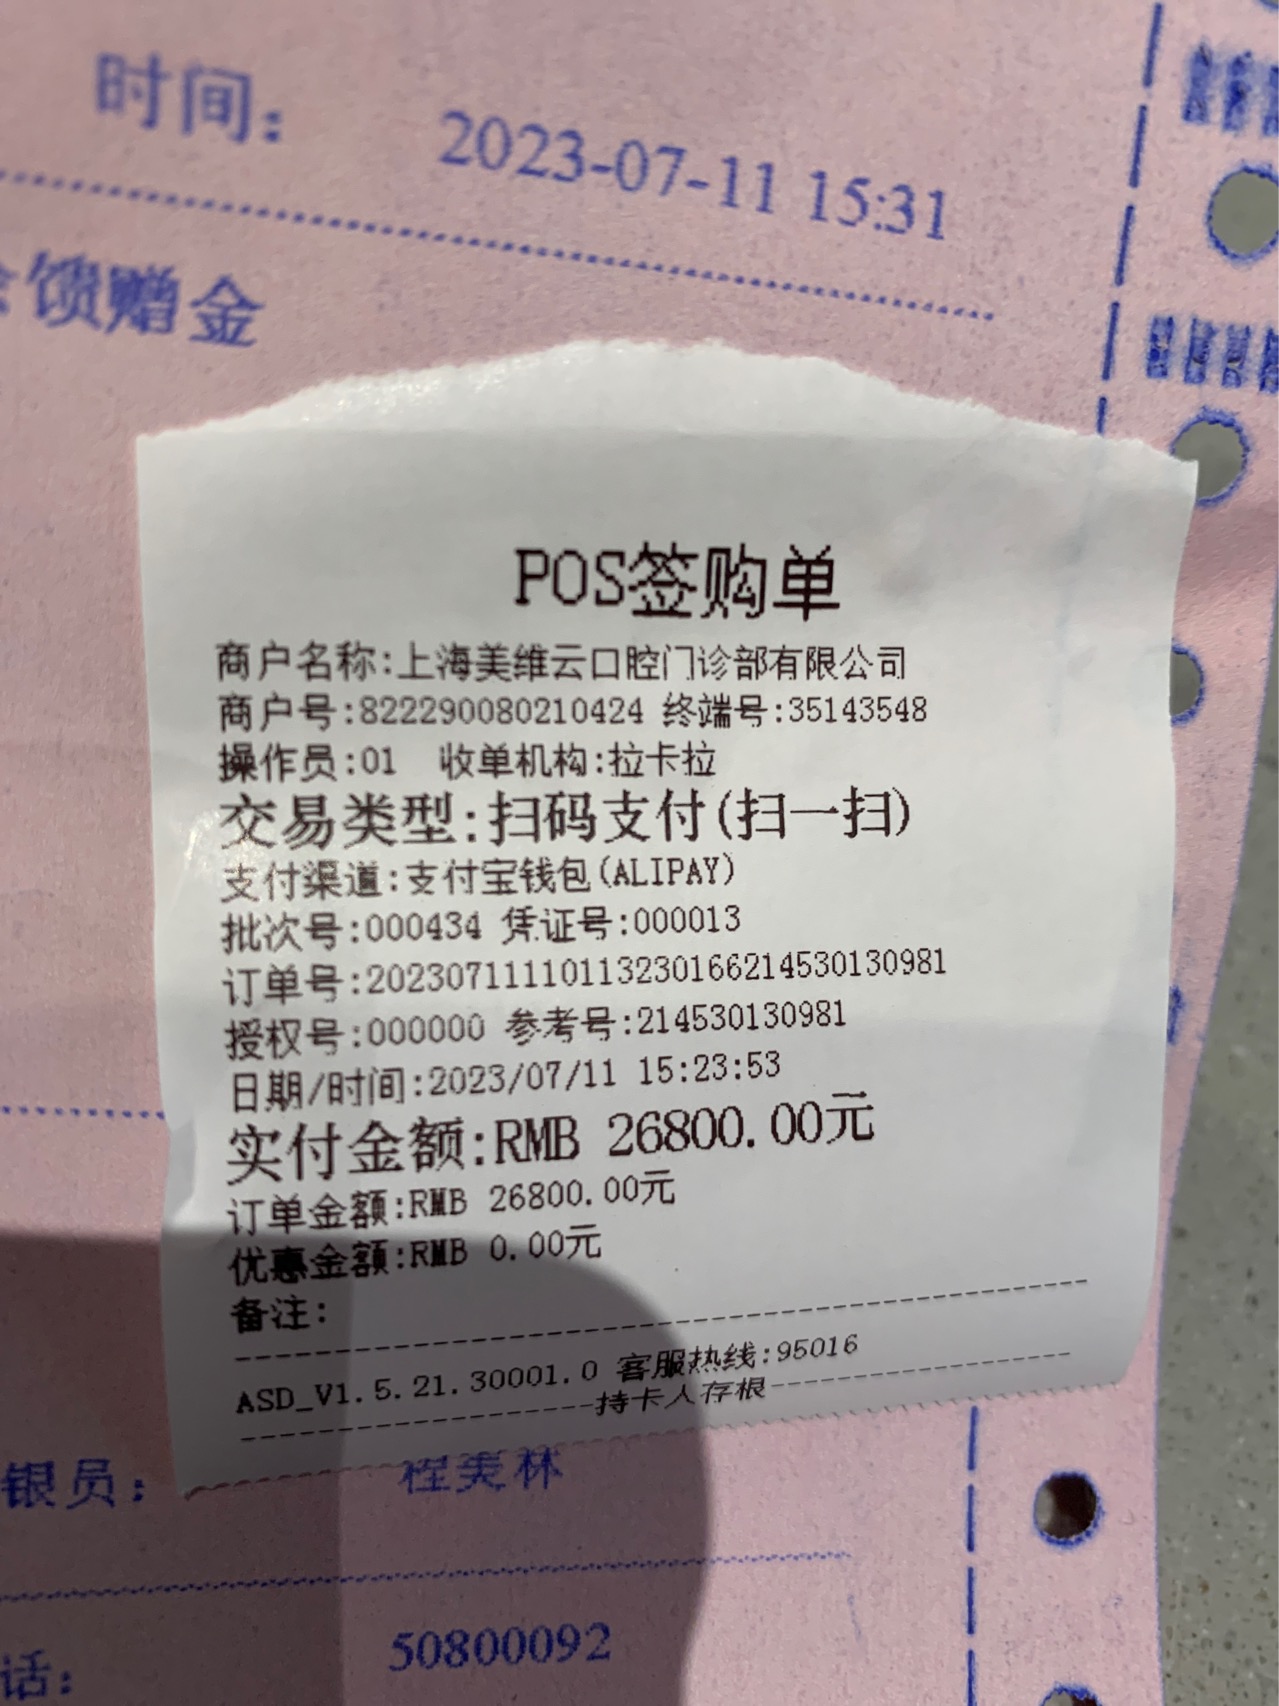 时间: 2023-07-11 15:31
馈赠金
POS签购单
商户名称:上海美维云口腔门诊部有限公司
商户号:822290080210424 终端号:35143548
操作员:01 收单机构:拉卡拉
交易类型:扫码支付(扫一扫)
支付渠道:支付宝钱包(ALIPAY)
批次号:000434 凭证号:000013
订单号:20230711110113230166214530130981
授权号:000000 参考号:214530130981
日期/时间:2023/07/11 15:23:53
实付金额:RMB 26800.00元
订单金额:RMB 26800.00元
优惠金额:RMB 0.00元
备注:
ASD_V1.5.21.30001.0 客服热线:95016
持卡人存根
银员: 程美林
话: 50800092